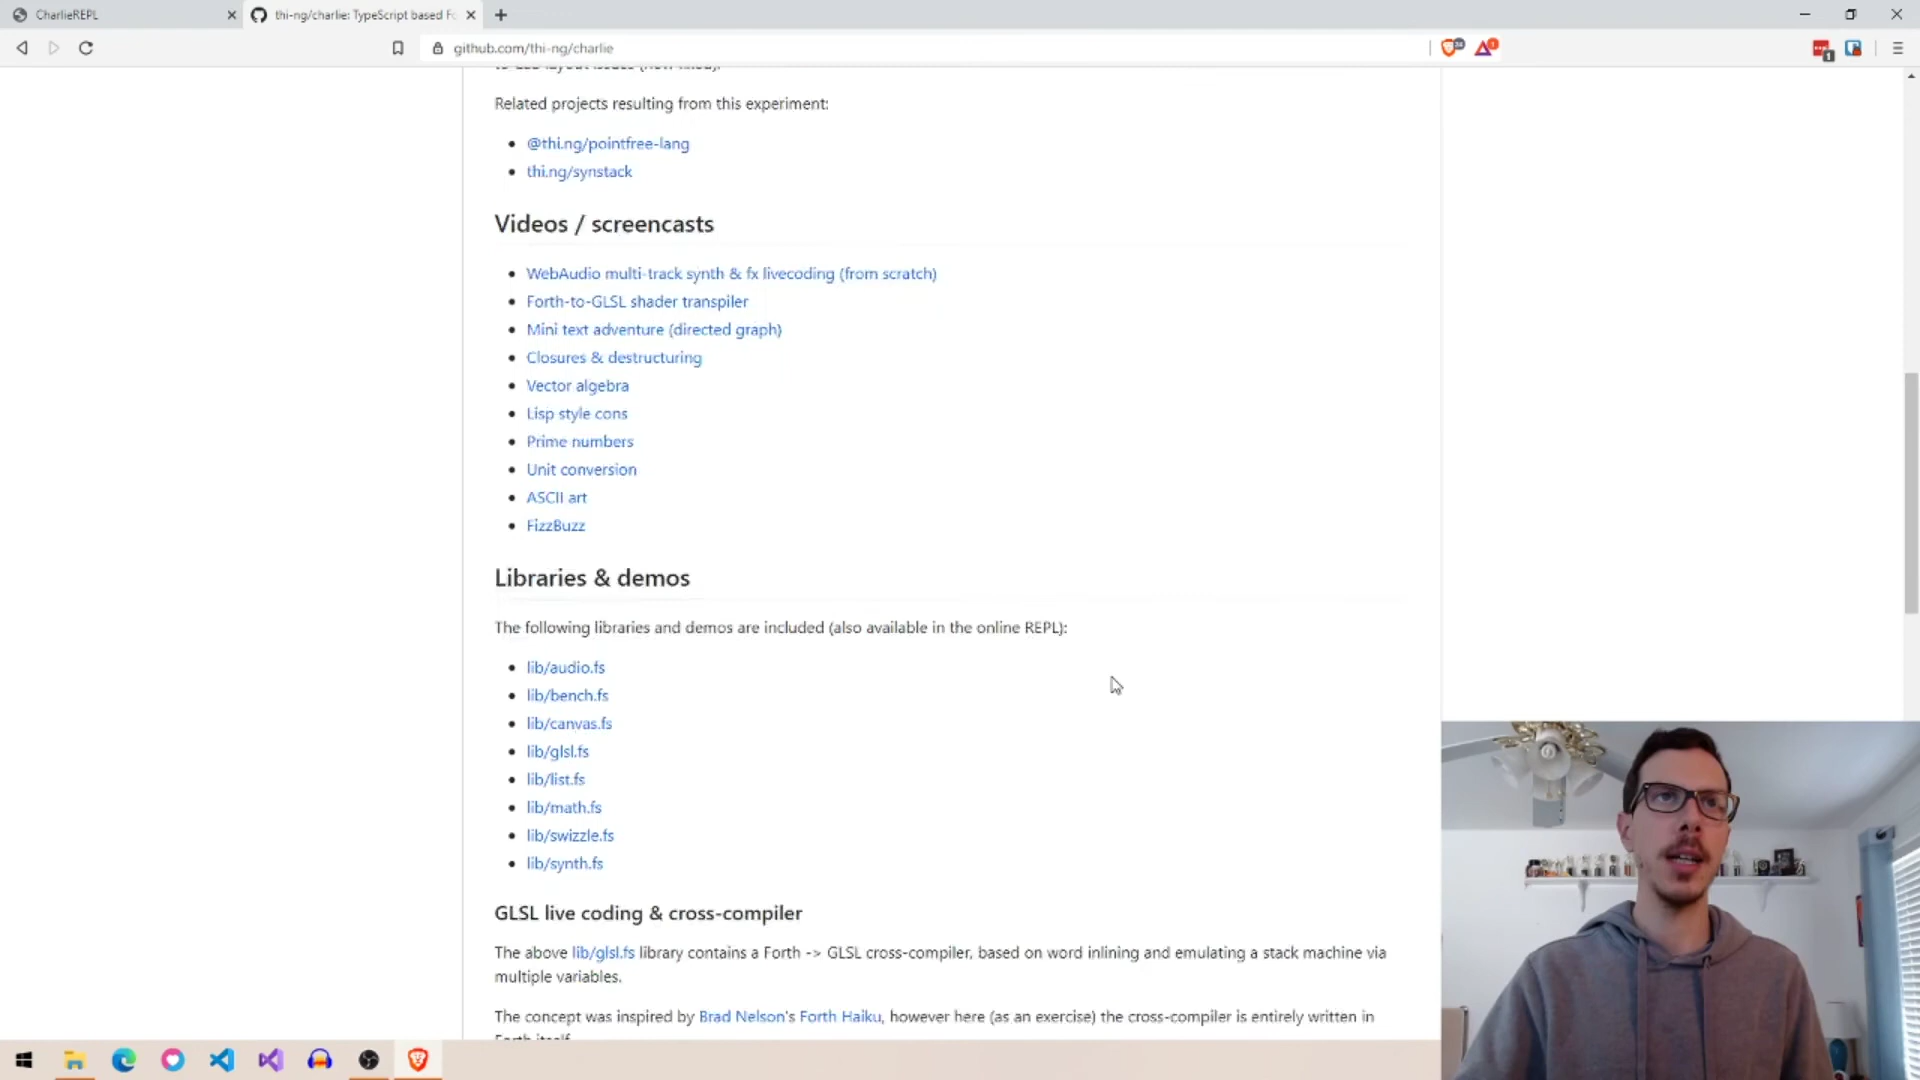 CharlieREPL
thi-ng/charlie: TypeScript based Fo
github.com/thi-ng/charlie
Related projects resulting from this experiment:
@thi.ng/pointfree-lang
thi.ng/synstack
Videos / screencasts
WebAudio multi-track synth & fx livecoding (from scratch)
Forth-to-GLSL shader transpiler
Mini text adventure (directed graph)
Closures & destructuring
Vector algebra
Lisp style cons
Prime numbers
Unit conversion
ASCII art
FizzBuzz
Libraries & demos
The following libraries and demos are included (also available in the online REPL):
lib/audio.fs
lib/bench.fs
lib/canvas.fs
lib/glsl.fs
lib/list.fs
lib/math.fs
lib/swizzle.fs
lib/synth.fs
GLSL live coding & cross-compiler
The above lib/glsl.fs library contains a Forth -> GLSL cross-compiler, based on word inlining and emulating a stack machine via
multiple variables.
The concept was inspired by Brad Nelson's Forth Haiku, however here (as an exercise) the cross-compiler is entirely written in
Forth itself.